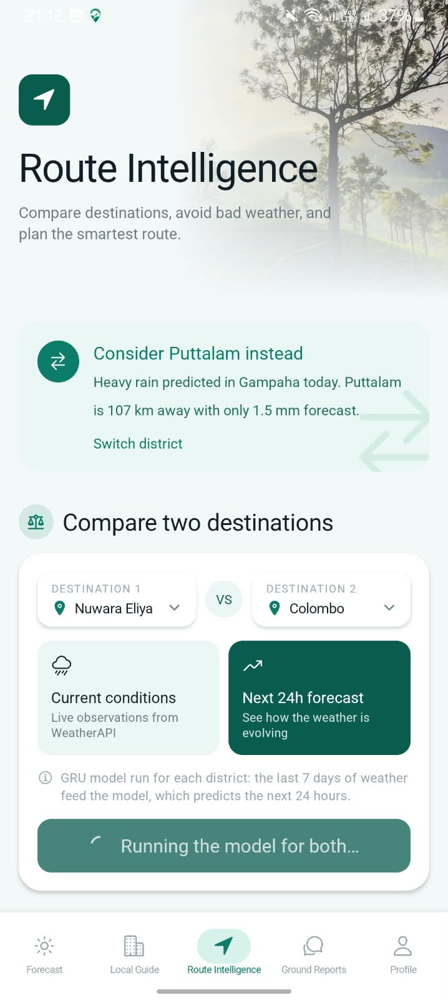 21:12
Vo)) LTE2 37%
Route Intelligence
Compare destinations, avoid bad weather, and
plan the smartest route.
Consider Puttalam instead
Heavy rain predicted in Gampaha today. Puttalam
is 107 km away with only 1.5 mm forecast.
Switch district
Compare two destinations
DESTINATION 1
Nuwara Eliya
VS
DESTINATION 2
Colombo
Current conditions
Live observations from
WeatherAPI
Next 24h forecast
See how the weather is
evolving
GRU model run for each district: the last 7 days of weather
feed the model, which predicts the next 24 hours.
Running the model for both...
Forecast
Local Guide
Route Intelligence
Ground Reports
Profile